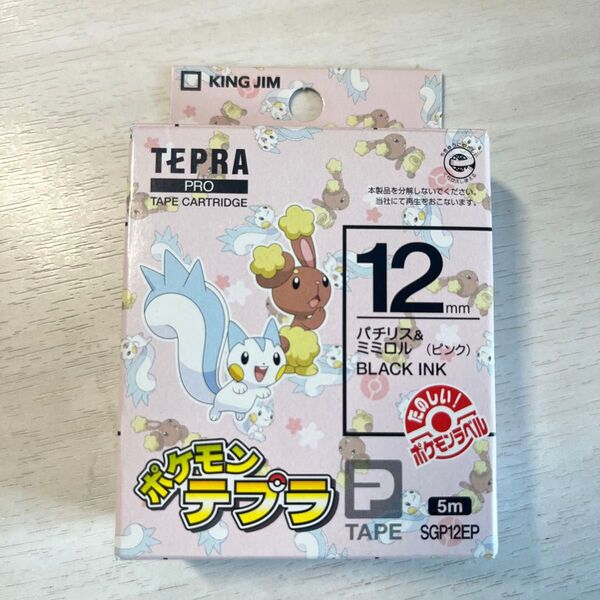 KING JIM
TEPRA
PRO
TAPE CARTRIDGE
本製品を分解しないでください。
当社にて再生をおこないます。
12mm
パチリス&
ミミロル (ピンク)
BLACK INK
たのしい!
ポケモンラベル
ポケモン
テプラ
P
TAPE
5m
SGP12EP